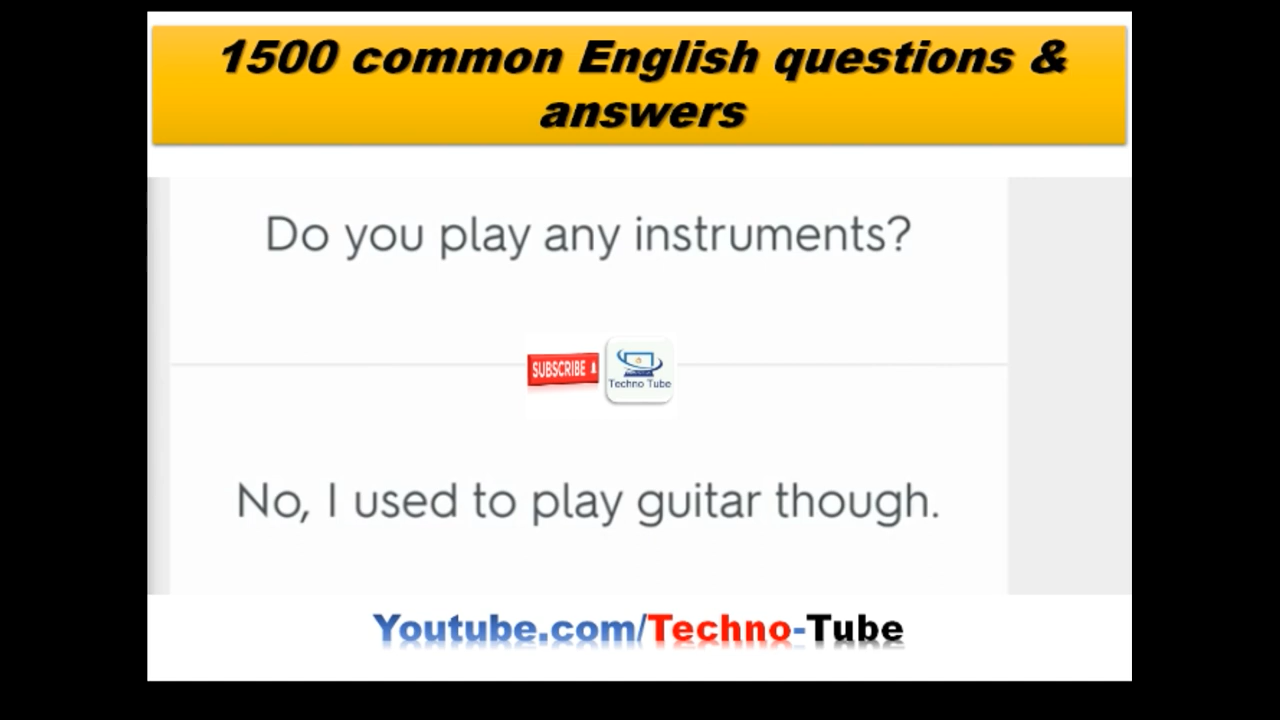 1500 common English questions &
answers
Do you play any instruments?
SUBSCRIBE
Techno Tube
No, I used to play guitar though.
Youtube.com/Techno-Tube